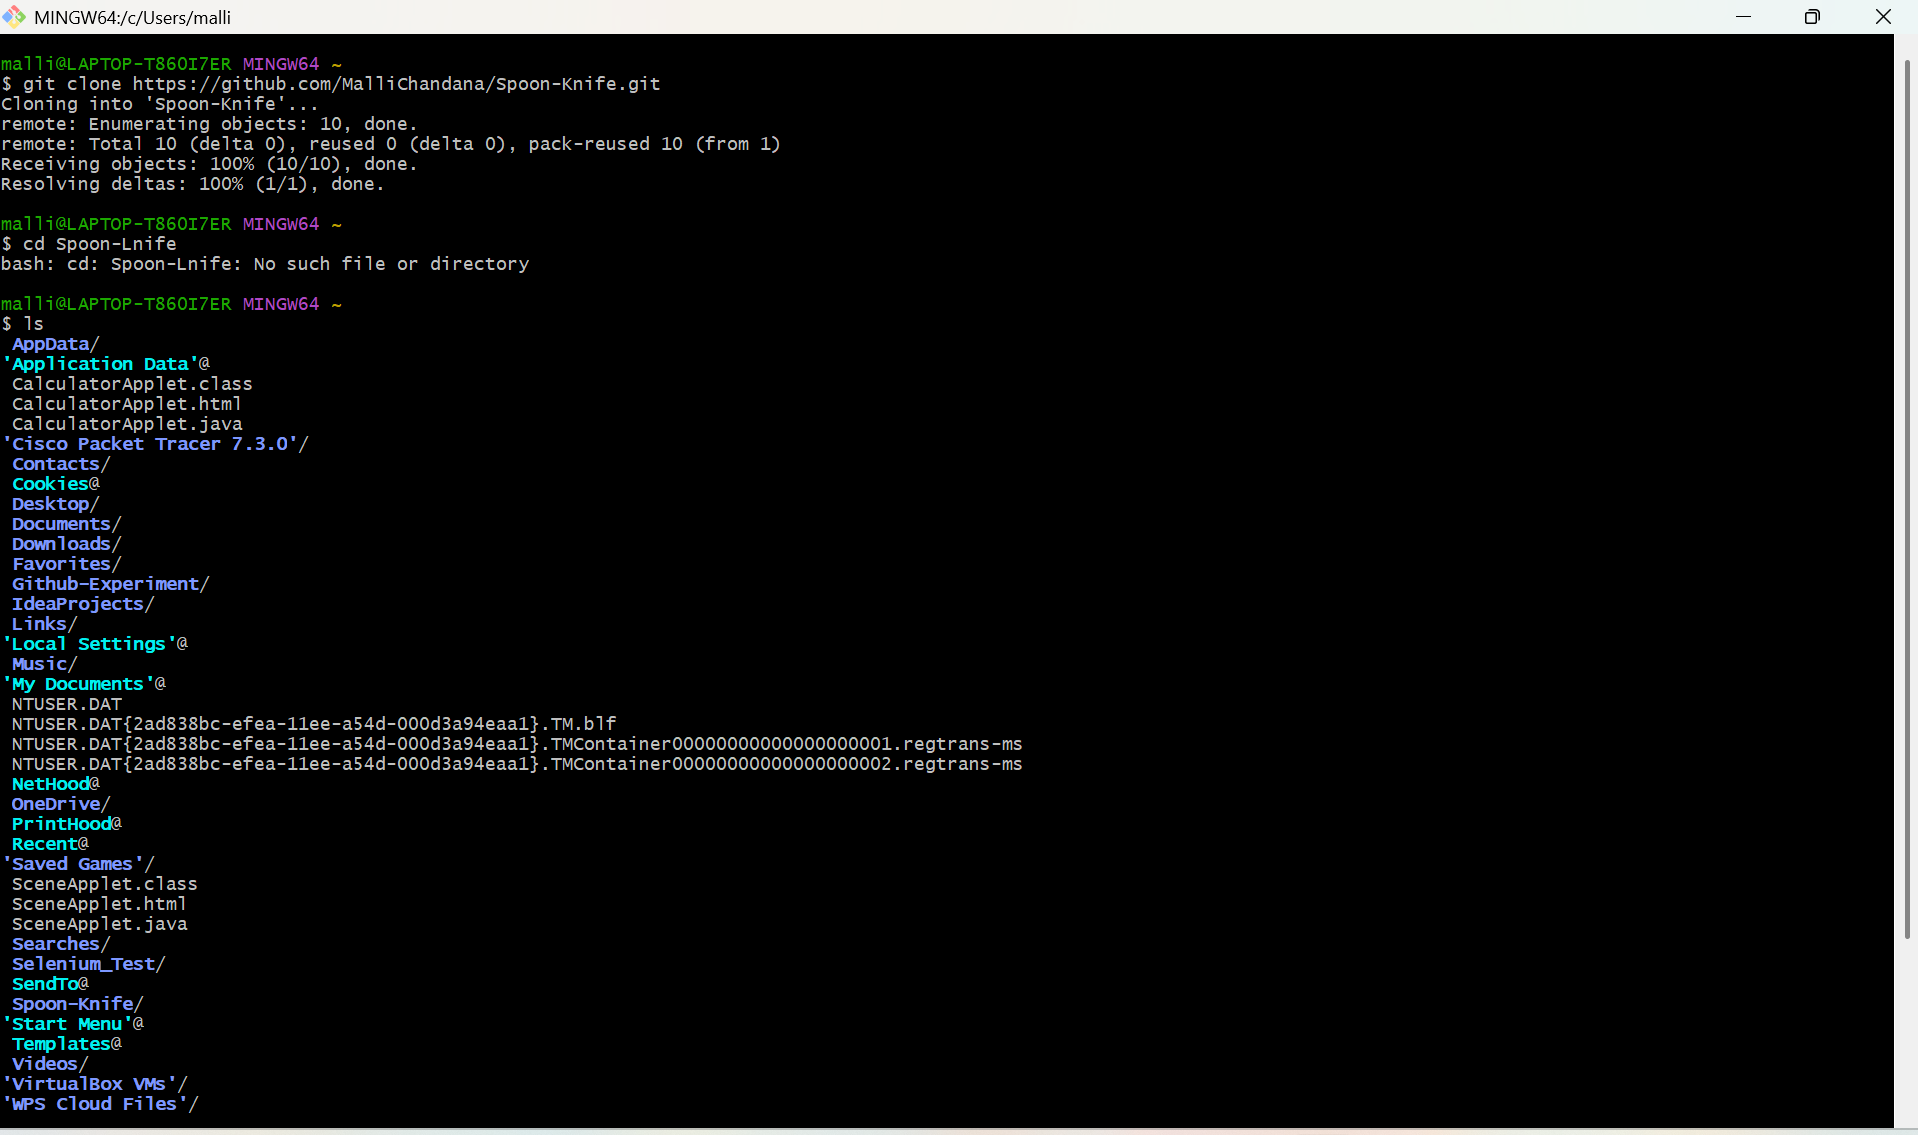 MINGW64:/c/Users/malli
malli@LAPTOP-T860I7ER MINGW64 ~
$ git clone https://github.com/MalliChandana/Spoon-Knife.git
Cloning into 'Spoon-Knife'...
remote: Enumerating objects: 10, done.
remote: Total 10 (delta 0), reused 0 (delta 0), pack-reused 10 (from 1)
Receiving objects: 100% (10/10), done.
Resolving deltas: 100% (1/1), done.
malli@LAPTOP-T860I7ER MINGW64 ~
$ cd Spoon-Lnife
bash: cd: Spoon-Lnife: No such file or directory
malli@LAPTOP-T860I7ER MINGW64 ~
$ ls
AppData/
'Application Data'@
CalculatorApplet.class
CalculatorApplet.html
CalculatorApplet.java
'Cisco Packet Tracer 7.3.0'/
Contacts/
Cookies@
Desktop/
Documents/
Downloads/
Favorites/
Github-Experiment/
IdeaProjects/
Links/
'Local Settings'@
Music/
'My Documents'@
NTUSER.DAT
NTUSER.DAT{2ad838bc-efea-11ee-a54d-000d3a94eaa1}.TM.blf
NTUSER.DAT{2ad838bc-efea-11ee-a54d-000d3a94eaa1}.TMContainer00000000000000000001.regtrans-ms
NTUSER.DAT{2ad838bc-efea-11ee-a54d-000d3a94eaa1}.TMContainer00000000000000000002.regtrans-ms
NetHood@
OneDrive/
PrintHood@
Recent@
'Saved Games'/
SceneApplet.class
SceneApplet.html
SceneApplet.java
Searches/
Selenium_Test/
SendTo@
Spoon-Knife/
'Start Menu'@
Templates@
Videos/
'VirtualBox VMs'/
'WPS Cloud Files'/